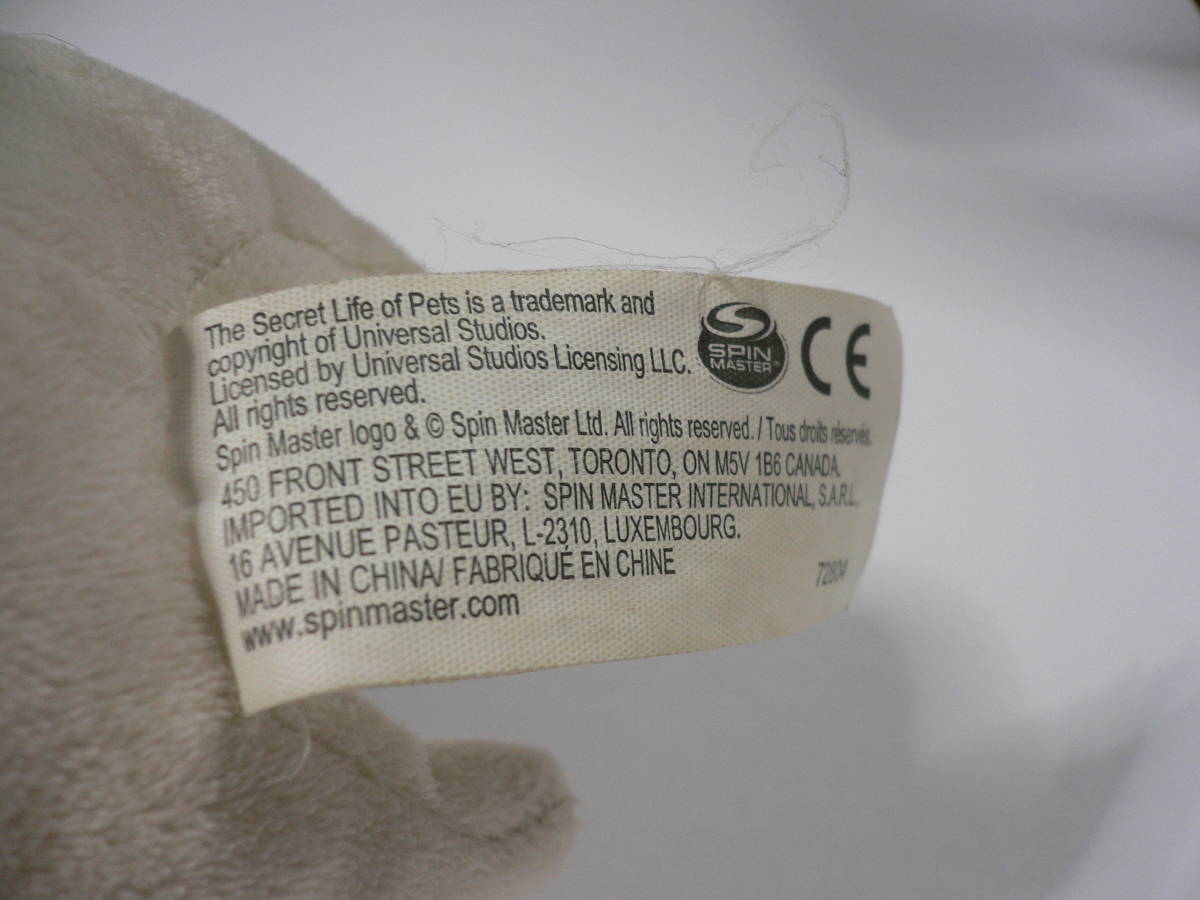 The Secret Life of Pets is a trademark and
copyright of Universal Studios.
Licensed by Universal Studios Licensing LLC.
All rights reserved.
SPIN
MASTER™
CE
Spin Master logo & © Spin Master Ltd. All rights reserved. / Tous droits réservés.
450 FRONT STREET WEST, TORONTO, ON M5V 1B6 CANADA.
IMPORTED INTO EU BY: SPIN MASTER INTERNATIONAL, S.A.R.L.,
16 AVENUE PASTEUR, L-2310, LUXEMBOURG.
MADE IN CHINA/ FABRIQUÉ EN CHINE
www.spinmaster.com
72804